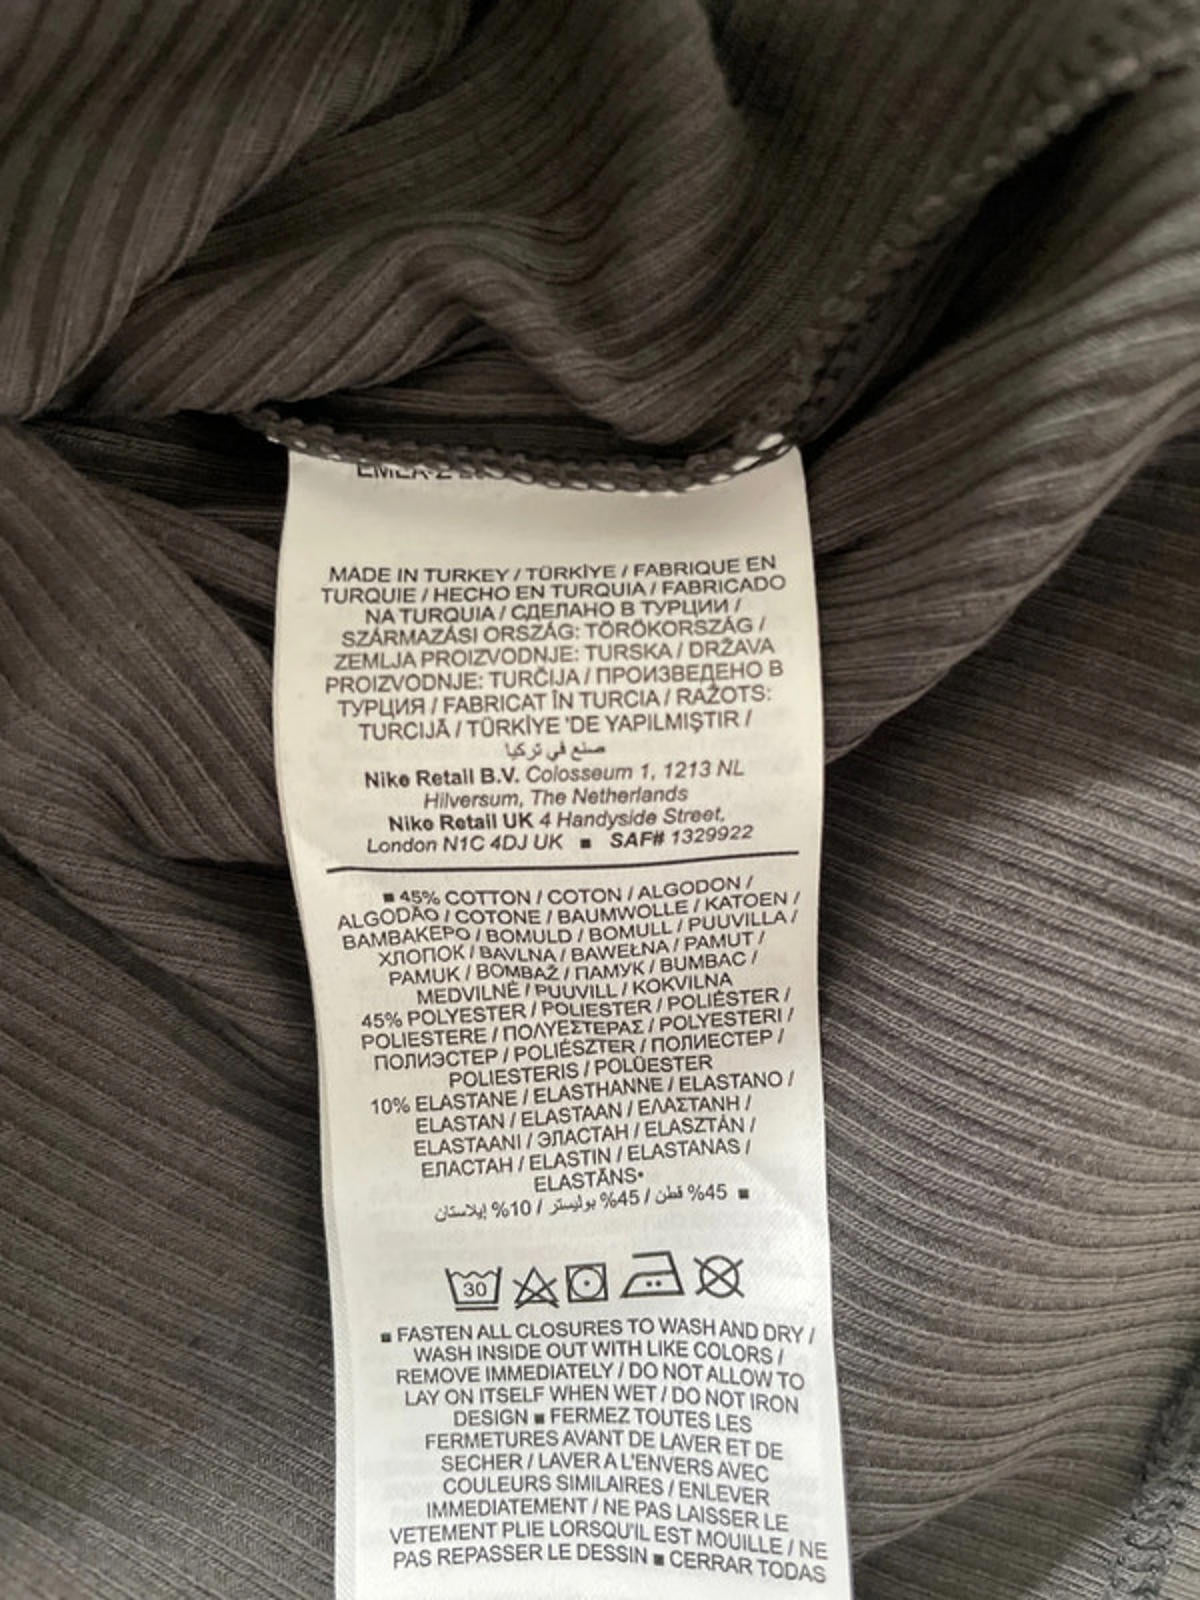 MADE IN TURKEY / TÜRKİYE / FABRIQUE EN
TURQUIE / HECHO EN TURQUIA / FABRICADO
NA TURQUIA / СДЕЛАНО В ТУРЦИИ /
SZÁRMAZÁSI ORSZÁG: TÖRÖKORSZÁG /
ZEMLJA PROIZVODNJE: TURSKA / DRŽAVA
PROIZVODNJE: TURČIJA / ПРОИЗВЕДЕНО В
ТУРЦИЯ / FABRICAT ÎN TURCIA / RAŽOTS:
TURCIJĀ / TÜRKİYE 'DE YAPILMIŞTIR /
صنع في تركيا
Nike Retail B.V. Colosseum 1, 1213 NL
Hilversum, The Netherlands
Nike Retail UK 4 Handyside Street,
London N1C 4DJ UK ■ SAF# 1329922
■ 45% COTTON / COTON / ALGODON /
ALGODÃO / COTONE / BAUMWOLLE / KATOEN /
ΒΑΜΒΑΚΕΡΟ / BOMULD / BOMULL / PUUVILLA /
ХЛОПОК / BAVLNA / BAWEŁNA / PAMUT /
PAMUK / BOMBAŽ / ПАМУК / BUMBAC /
MEDVILNĖ / PUUVILL / KOKVILNA
45% POLYESTER / POLIESTER / POLIÉSTER /
POLIESTERE / ΠΟΛΥΕΣΤΕΡΑΣ / POLYESTERI /
ПОЛИЭСТЕР / POLIÉSZTER / ПОЛИЕСТЕР /
POLIESTERIS / POLÜESTER
10% ELASTANE / ELASTHANNE / ELASTANO /
ELASTAN / ELASTAAN / ΕΛΑΣΤΑΝΗ /
ELASTAANI / ЭЛАСТАН / ELASZTÁN /
ЕЛАСТАН / ELASTIN / ELASTANAS /
ELASTĀNS•
■ 45% قطن / 45% بوليستر / 10% إيلاستان
30
■ FASTEN ALL CLOSURES TO WASH AND DRY /
WASH INSIDE OUT WITH LIKE COLORS /
REMOVE IMMEDIATELY / DO NOT ALLOW TO
LAY ON ITSELF WHEN WET / DO NOT IRON
DESIGN ■ FERMEZ TOUTES LES
FERMETURES AVANT DE LAVER ET DE
SECHER / LAVER A L'ENVERS AVEC
COULEURS SIMILAIRES / ENLEVER
IMMEDIATEMENT / NE PAS LAISSER LE
VETEMENT PLIE LORSQU'IL EST MOUILLE / NE
PAS REPASSER LE DESSIN ■ CERRAR TODAS